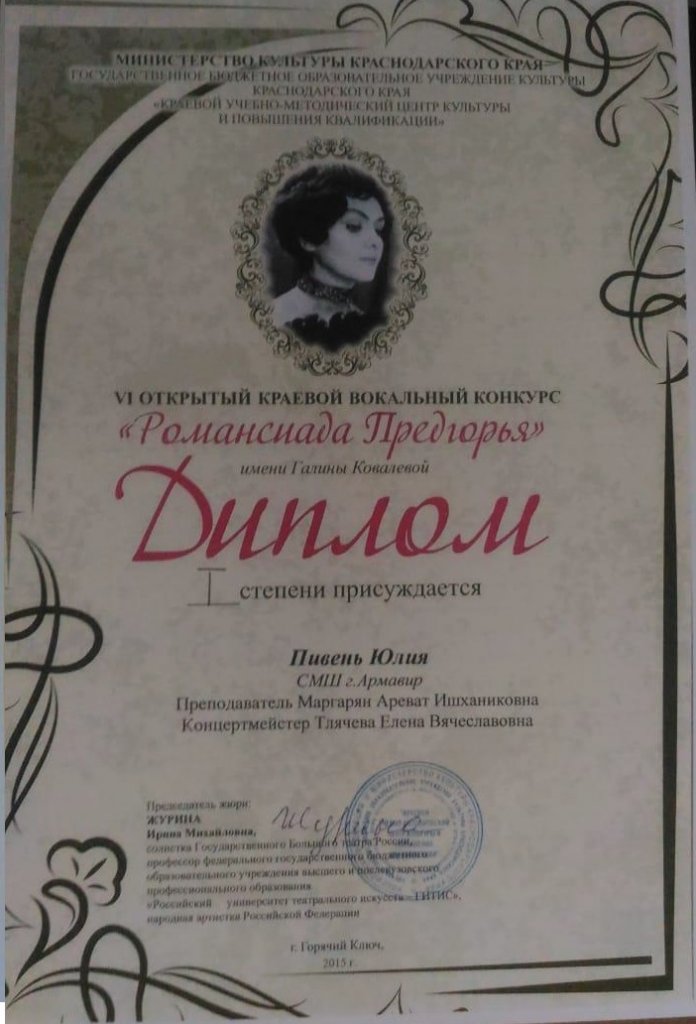 МИНИСТЕРСТВО КУЛЬТУРЫ КРАСНОДАРСКОГО КРАЯ
ГОСУДАРСТВЕННОЕ БЮДЖЕТНОЕ ОБРАЗОВАТЕЛЬНОЕ УЧРЕЖДЕНИЕ КУЛЬТУРЫ
КРАСНОДАРСКОГО КРАЯ
«КРАЕВОЙ УЧЕБНО-МЕТОДИЧЕСКИЙ ЦЕНТР КУЛЬТУРЫ
И ПОВЫШЕНИЯ КВАЛИФИКАЦИИ»
VI ОТКРЫТЫЙ КРАЕВОЙ ВОКАЛЬНЫЙ КОНКУРС
«Романсиада Предгорья»
имени Галины Ковалевой
Диплом
I степени присуждается
Пивень Юлия
СМШ г.Армавир
Преподаватель Маргарян Ареват Ишханиковна
Концертмейстер Тлячева Елена Вячеславовна
Председатель жюри:
ЖУРИНА
Ирина Михайловна,
солистка Государственного Большого театра России,
профессор федерального государственного бюджетного
образовательного учреждения высшего и послевузовского
профессионального образования
«Российский университет театрального искусств – ГИТИС»,
народная артистка Российской Федерации
г. Горячий Ключ,
2015 г.